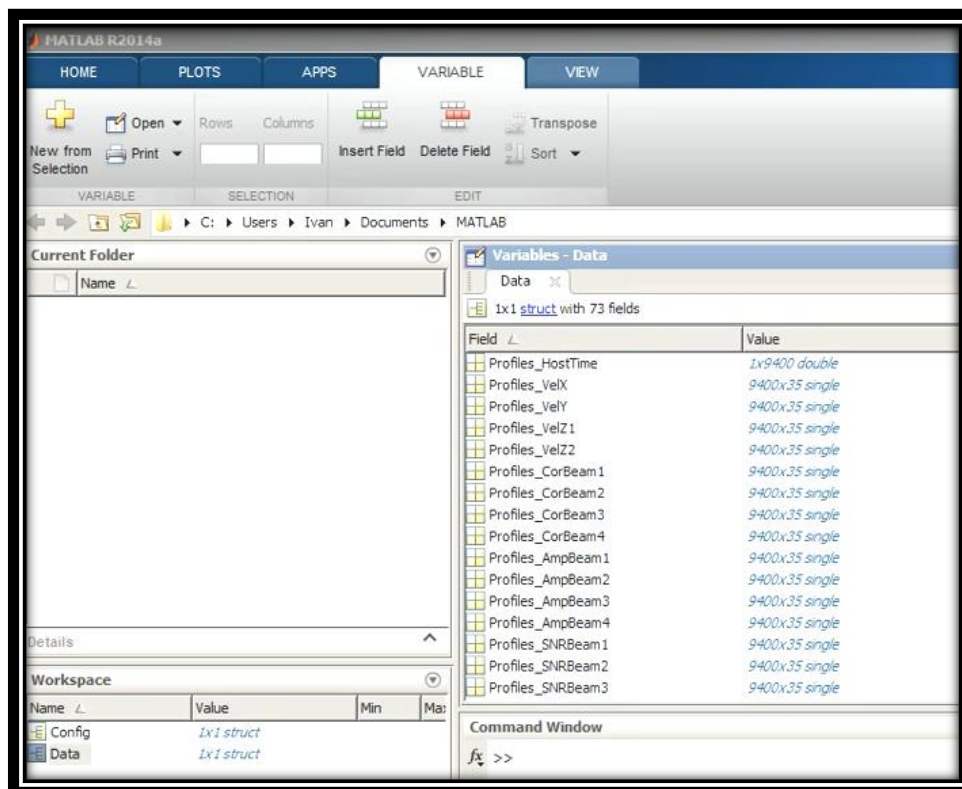 MATLAB R2014a
HOME PLOTS APPS VARIABLE VIEW
New from Selection
Open
Print
Rows Columns
Insert Field Delete Field
Transpose
Sort
VARIABLE SELECTION EDIT
C: Users Ivan Documents MATLAB
Current Folder
Name
Details
Workspace
Name Value Min Max
Config 1x1 struct
Data 1x1 struct
Variables - Data
Data
1x1 struct with 73 fields
Field Value
Profiles_HostTime 1x9400 double
Profiles_VelX 9400x35 single
Profiles_VelY 9400x35 single
Profiles_VelZ1 9400x35 single
Profiles_VelZ2 9400x35 single
Profiles_CorBeam1 9400x35 single
Profiles_CorBeam2 9400x35 single
Profiles_CorBeam3 9400x35 single
Profiles_CorBeam4 9400x35 single
Profiles_AmpBeam1 9400x35 single
Profiles_AmpBeam2 9400x35 single
Profiles_AmpBeam3 9400x35 single
Profiles_AmpBeam4 9400x35 single
Profiles_SNRBeam1 9400x35 single
Profiles_SNRBeam2 9400x35 single
Profiles_SNRBeam3 9400x35 single
Command Window
fx >>